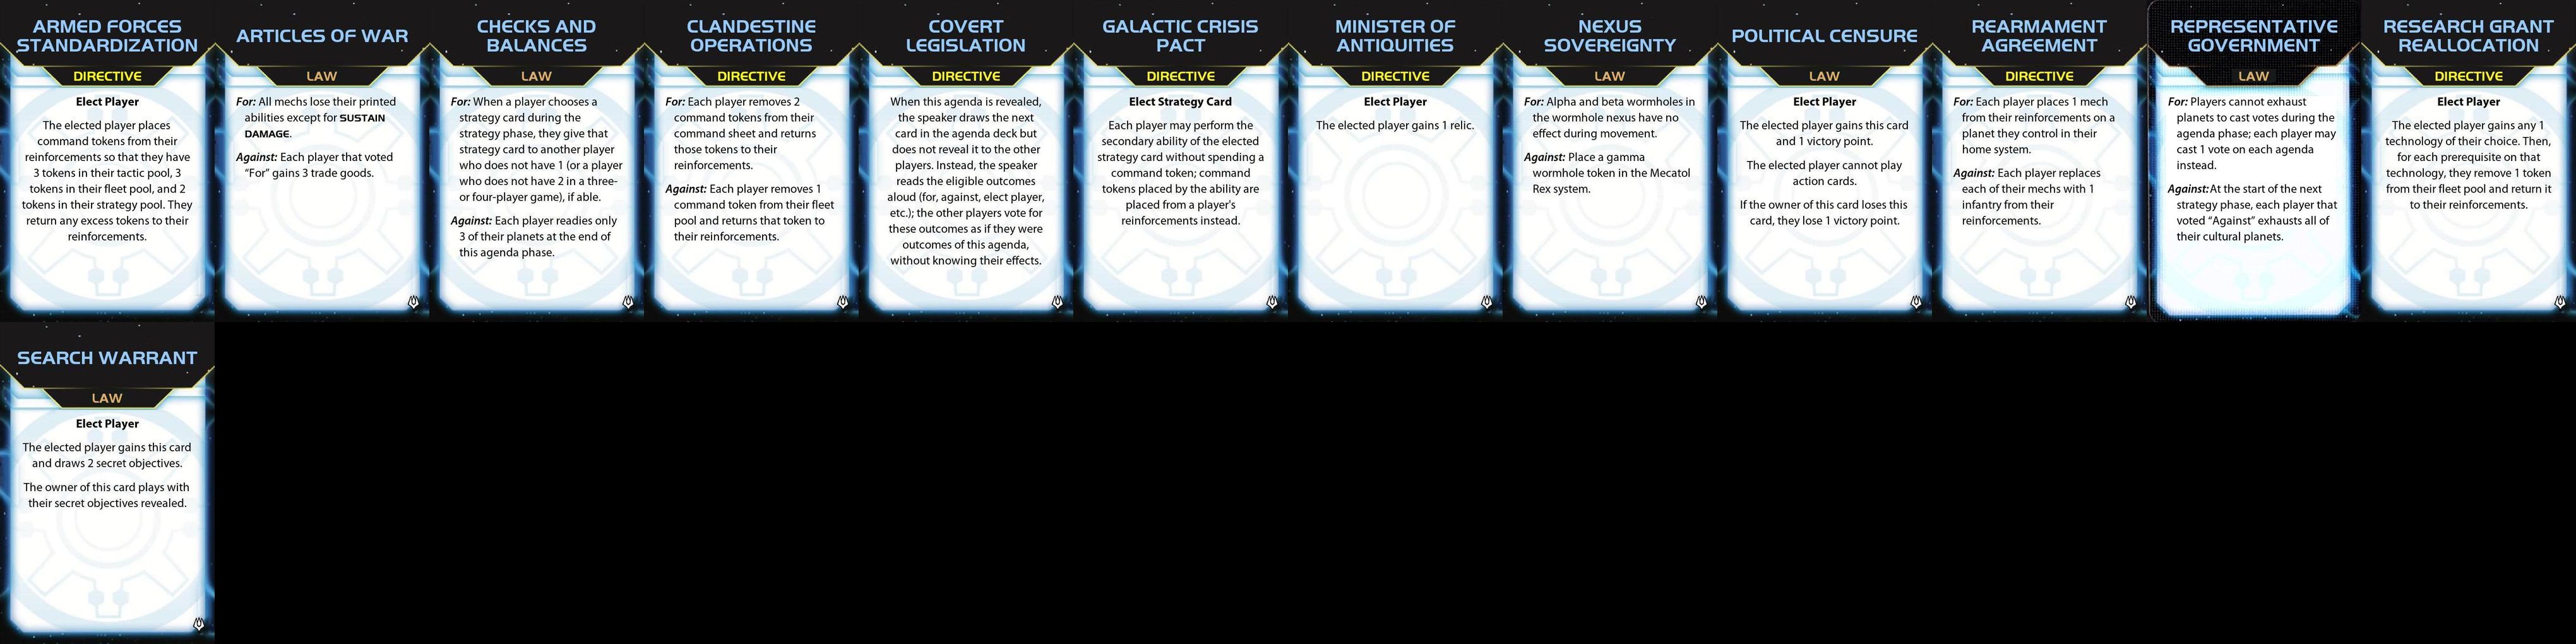 ARMED FORCES
STANDARDIZATION
DIRECTIVE
Elect Player
The elected player places
command tokens from their
reinforcements so that they have
3 tokens in their tactic pool, 3
tokens in their fleet pool, and 2
tokens in their strategy pool. They
return any excess tokens to their
reinforcements.
ARTICLES OF WAR
LAW
For: All mechs lose their printed
abilities except for SUSTAIN
DAMAGE.
Against: Each player that voted
“For” gains 3 trade goods.
CHECKS AND
BALANCES
LAW
For: When a player chooses a
strategy card during the
strategy phase, they give that
strategy card to another player
who does not have 1 (or a player
who does not have 2 in a three-
or four-player game), if able.
Against: Each player readies only
3 of their planets at the end of
this agenda phase.
CLANDESTINE
OPERATIONS
DIRECTIVE
For: Each player removes 2
command tokens from their
command sheet and returns
those tokens to their
reinforcements.
Against: Each player removes 1
command token from their fleet
pool and returns that token to
their reinforcements.
COVERT
LEGISLATION
DIRECTIVE
When this agenda is revealed,
the speaker draws the next
card in the agenda deck but
does not reveal it to the other
players. Instead, the speaker
reads the eligible outcomes
aloud (for, against, elect player,
etc.); the other players vote for
these outcomes as if they were
outcomes of this agenda,
without knowing their effects.
GALACTIC CRISIS
PACT
DIRECTIVE
Elect Strategy Card
Each player may perform the
secondary ability of the elected
strategy card without spending a
command token; command
tokens placed by the ability are
placed from a player's
reinforcements instead.
MINISTER OF
ANTIQUITIES
DIRECTIVE
Elect Player
The elected player gains 1 relic.
NEXUS
SOVEREIGNTY
LAW
For: Alpha and beta wormholes in
the wormhole nexus have no
effect during movement.
Against: Place a gamma
wormhole token in the Mecatol
Rex system.
POLITICAL CENSURE
LAW
Elect Player
The elected player gains this card
and 1 victory point.
The elected player cannot play
action cards.
If the owner of this card loses this
card, they lose 1 victory point.
REARMAMENT
AGREEMENT
DIRECTIVE
For: Each player places 1 mech
from their reinforcements on a
planet they control in their
home system.
Against: Each player replaces
each of their mechs with 1
infantry from their
reinforcements.
REPRESENTATIVE
GOVERNMENT
LAW
For: Players cannot exhaust
planets to cast votes during the
agenda phase; each player may
cast 1 vote on each agenda
instead.
Against: At the start of the next
strategy phase, each player that
voted “Against” exhausts all of
their cultural planets.
RESEARCH GRANT
REALLOCATION
DIRECTIVE
Elect Player
The elected player gains any 1
technology of their choice. Then,
for each prerequisite on that
technology, they remove 1 token
from their fleet pool and return it
to their reinforcements.
SEARCH WARRANT
LAW
Elect Player
The elected player gains this card
and draws 2 secret objectives.
The owner of this card plays with
their secret objectives revealed.